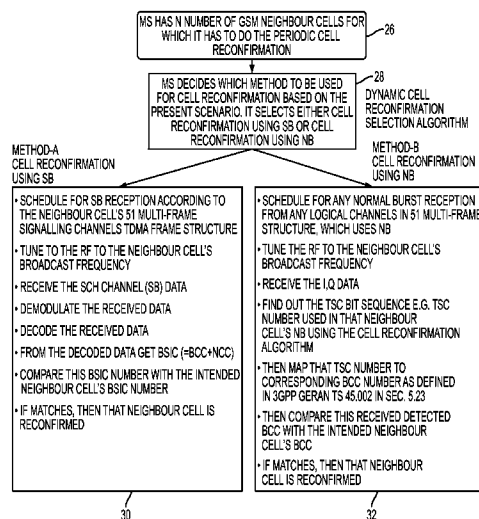 MS HAS N NUMBER OF GSM NEIGHBOUR CELLS FOR
WHICH IT HAS TO DO THE PERIODIC CELL
RECONFIRMATION
26
28
MS DECIDES WHICH METHOD TO BE USED
FOR CELL RECONFIRMATION BASED ON THE
PRESENT SCENARIO. IT SELECTS EITHER CELL
RECONFIRMATION USING SB OR CELL
RECONFIRMATION USING NB
DYNAMIC CELL
RECONFIRMATION
SELECTION ALGORITHM
METHOD-A
CELL RECONFIRMATION
USING SB
METHOD-B
CELL RECONFIRMATION
USING NB
• SCHEDULE FOR SB RECEPTION ACCORDING TO
THE NEIGHBOUR CELL'S 51 MULTI-FRAME
SIGNALLING CHANNELS TDMA FRAME STRUCTURE
• TUNE TO THE RF TO THE NEIGHBOUR CELL'S
BROADCAST FREQUENCY
• RECEIVE THE SCH CHANNEL (SB) DATA
• DEMODULATE THE RECEIVED DATA
• DECODE THE RECEIVED DATA
• FROM THE DECODED DATA GET BSIC (=BCC+NCC)
• COMPARE THIS BSIC NUMBER WITH THE INTENDED
NEIGHBOUR CELL'S BSIC NUMBER
• IF MATCHES, THEN THAT NEIGHBOUR CELL IS
RECONFIRMED
30
• SCHEDULE FOR ANY NORMAL BURST RECEPTION
FROM ANY LOGICAL CHANNELS IN 51 MULTI-FRAME
STRUCTURE, WHICH USES NB
• TUNE THE RF TO THE NEIGHBOUR CELL'S
BROADCAST FREQUENCY
• RECEIVE THE I,Q DATA
• FIND OUT THE TSC BIT SEQUENCE E.G. TSC
NUMBER USED IN THAT NEIGHBOUR
CELL'S NB USING THE CELL RECONFIRMATION
ALGORITHM
• THEN MAP THAT TSC NUMBER TO
CORRESPONDING BCC NUMBER AS DEFINED
IN 3GPP GERAN TS 45.002 IN SEC. 5.23
• THEN COMPARE THIS RECEIVED DETECTED
BCC WITH THE INTENDED NEIGHBOUR
CELL'S BCC
• IF MATCHES, THEN THAT NEIGHBOUR
CELL IS RECONFIRMED
32